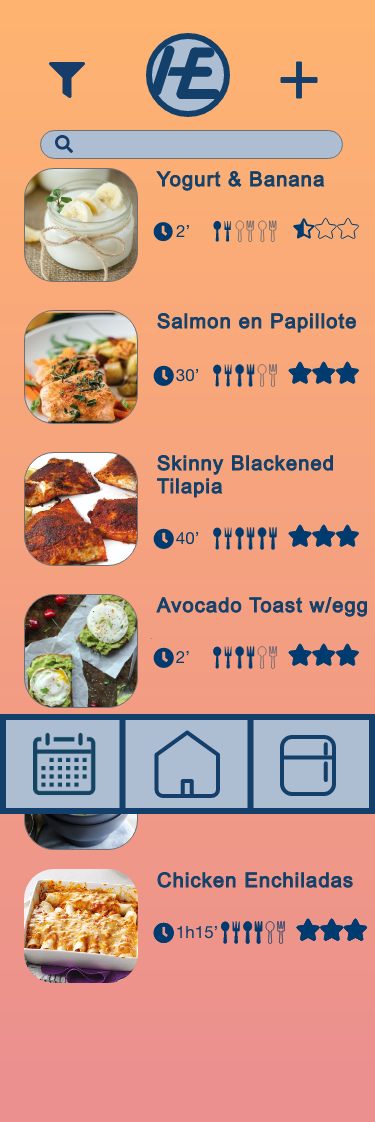 HE
Yogurt & Banana
2'
Salmon en Papillote
30'
Skinny Blackened
Tilapia
40'
Avocado Toast w/egg
2'
Chicken Enchiladas
1h15'